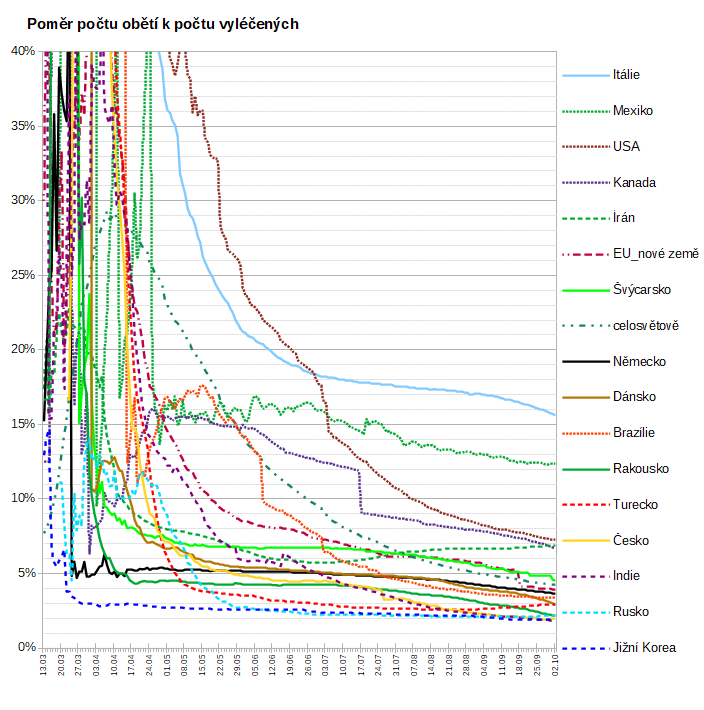 Poměr počtu obětí k počtu vyléčených
40%
35%
30%
25%
20%
15%
10%
5%
0%
13.03 20.03 27.03 03.04 10.04 17.04 24.04 01.05 08.05 15.05 22.05 29.05 05.06 12.06 19.06 26.06 03.07 10.07 17.07 24.07 31.07 07.08 14.08 21.08 28.08 04.09 11.09 18.09 25.09 02.10
Itálie
Mexiko
USA
Kanada
Írán
EU_nové země
Švýcarsko
celosvětově
Německo
Dánsko
Brazílie
Rakousko
Turecko
Česko
Indie
Rusko
Jižní Korea